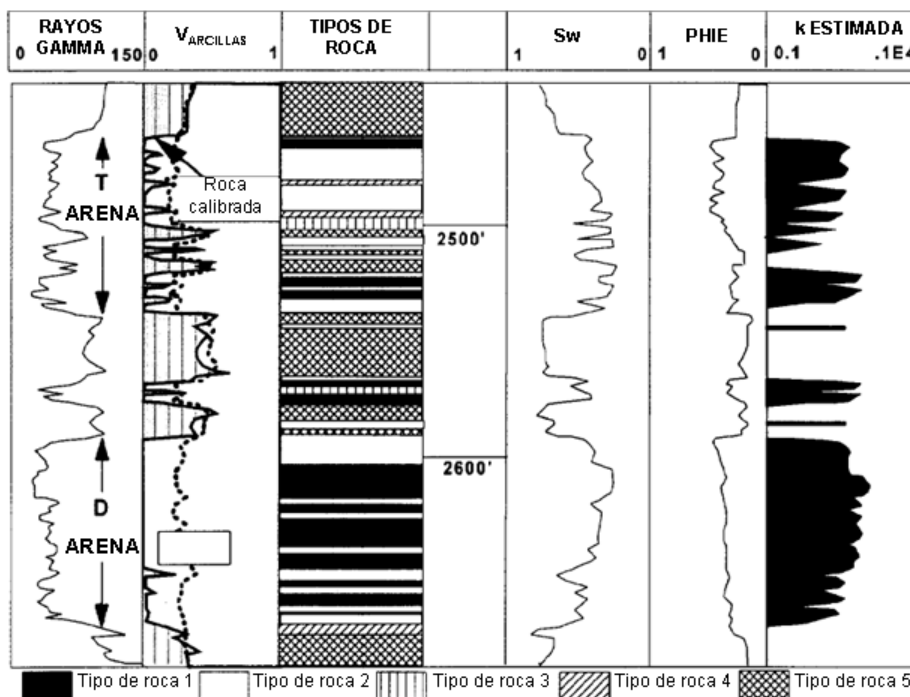 RAYOS
GAMMA
0 150
VARCILLAS
0 1
TIPOS DE
ROCA
Sw
1 0
PHIE
1 0
k ESTIMADA
0.1 .1E4
T
ARENA
Roca
calibrada
2500'
2600'
D
ARENA
Tipo de roca 1
Tipo de roca 2
Tipo de roca 3
Tipo de roca 4
Tipo de roca 5